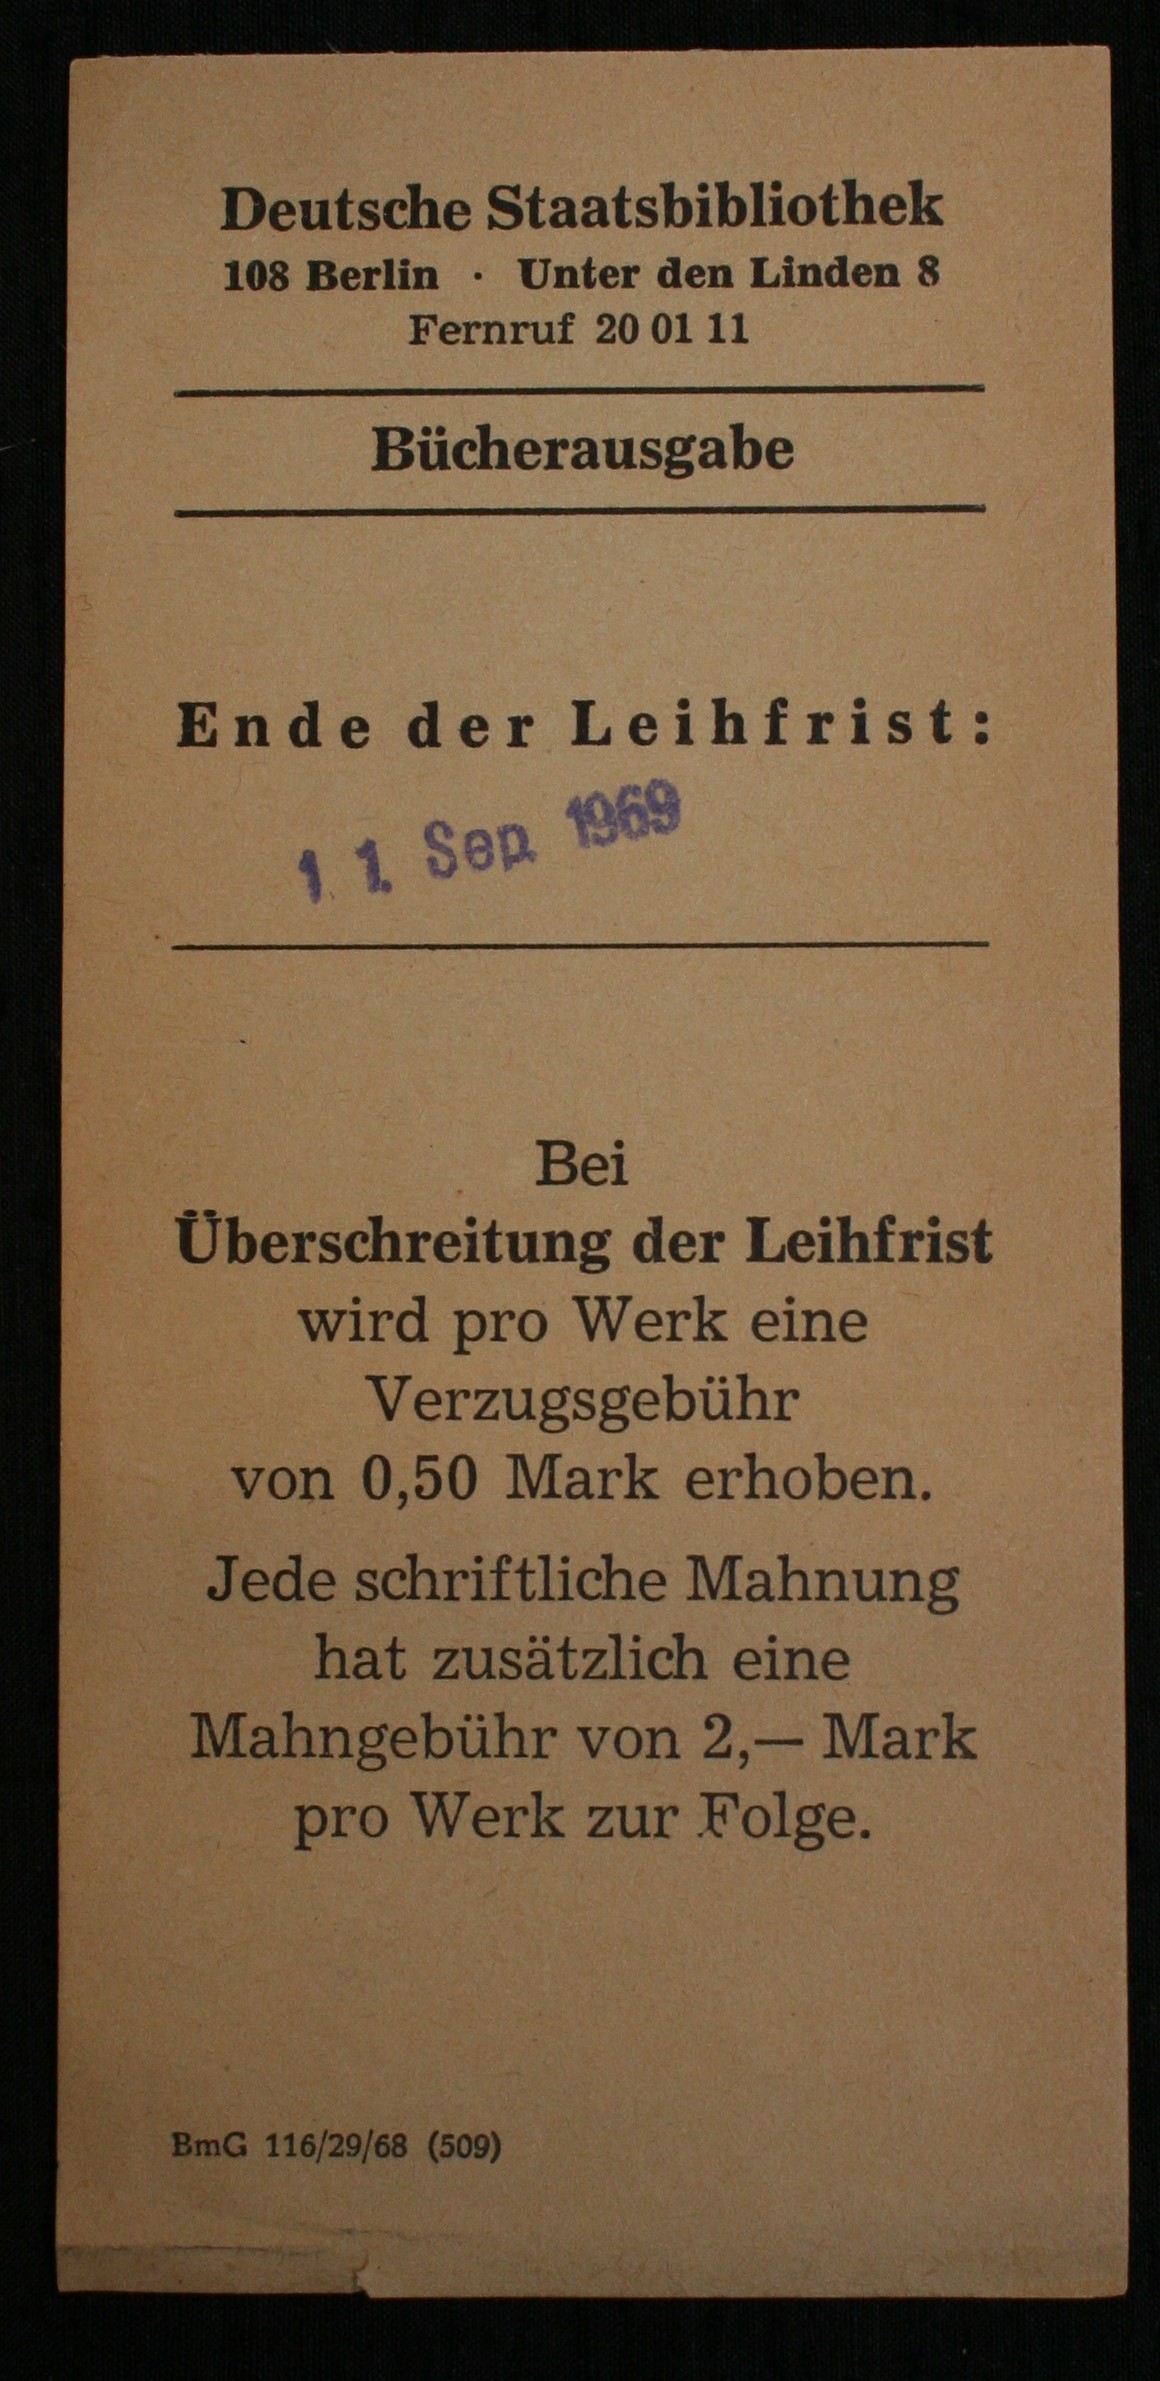 Deutsche Staatsbibliothek
108 Berlin · Unter den Linden 8
Fernruf 20 01 11
Bücherausgabe
Ende der Leihfrist:
11. Sep. 1969
Bei
Überschreitung der Leihfrist
wird pro Werk eine
Verzugsgebühr
von 0,50 Mark erhoben.
Jede schriftliche Mahnung
hat zusätzlich eine
Mahngebühr von 2,— Mark
pro Werk zur Folge.
BmG 116/29/68 (509)